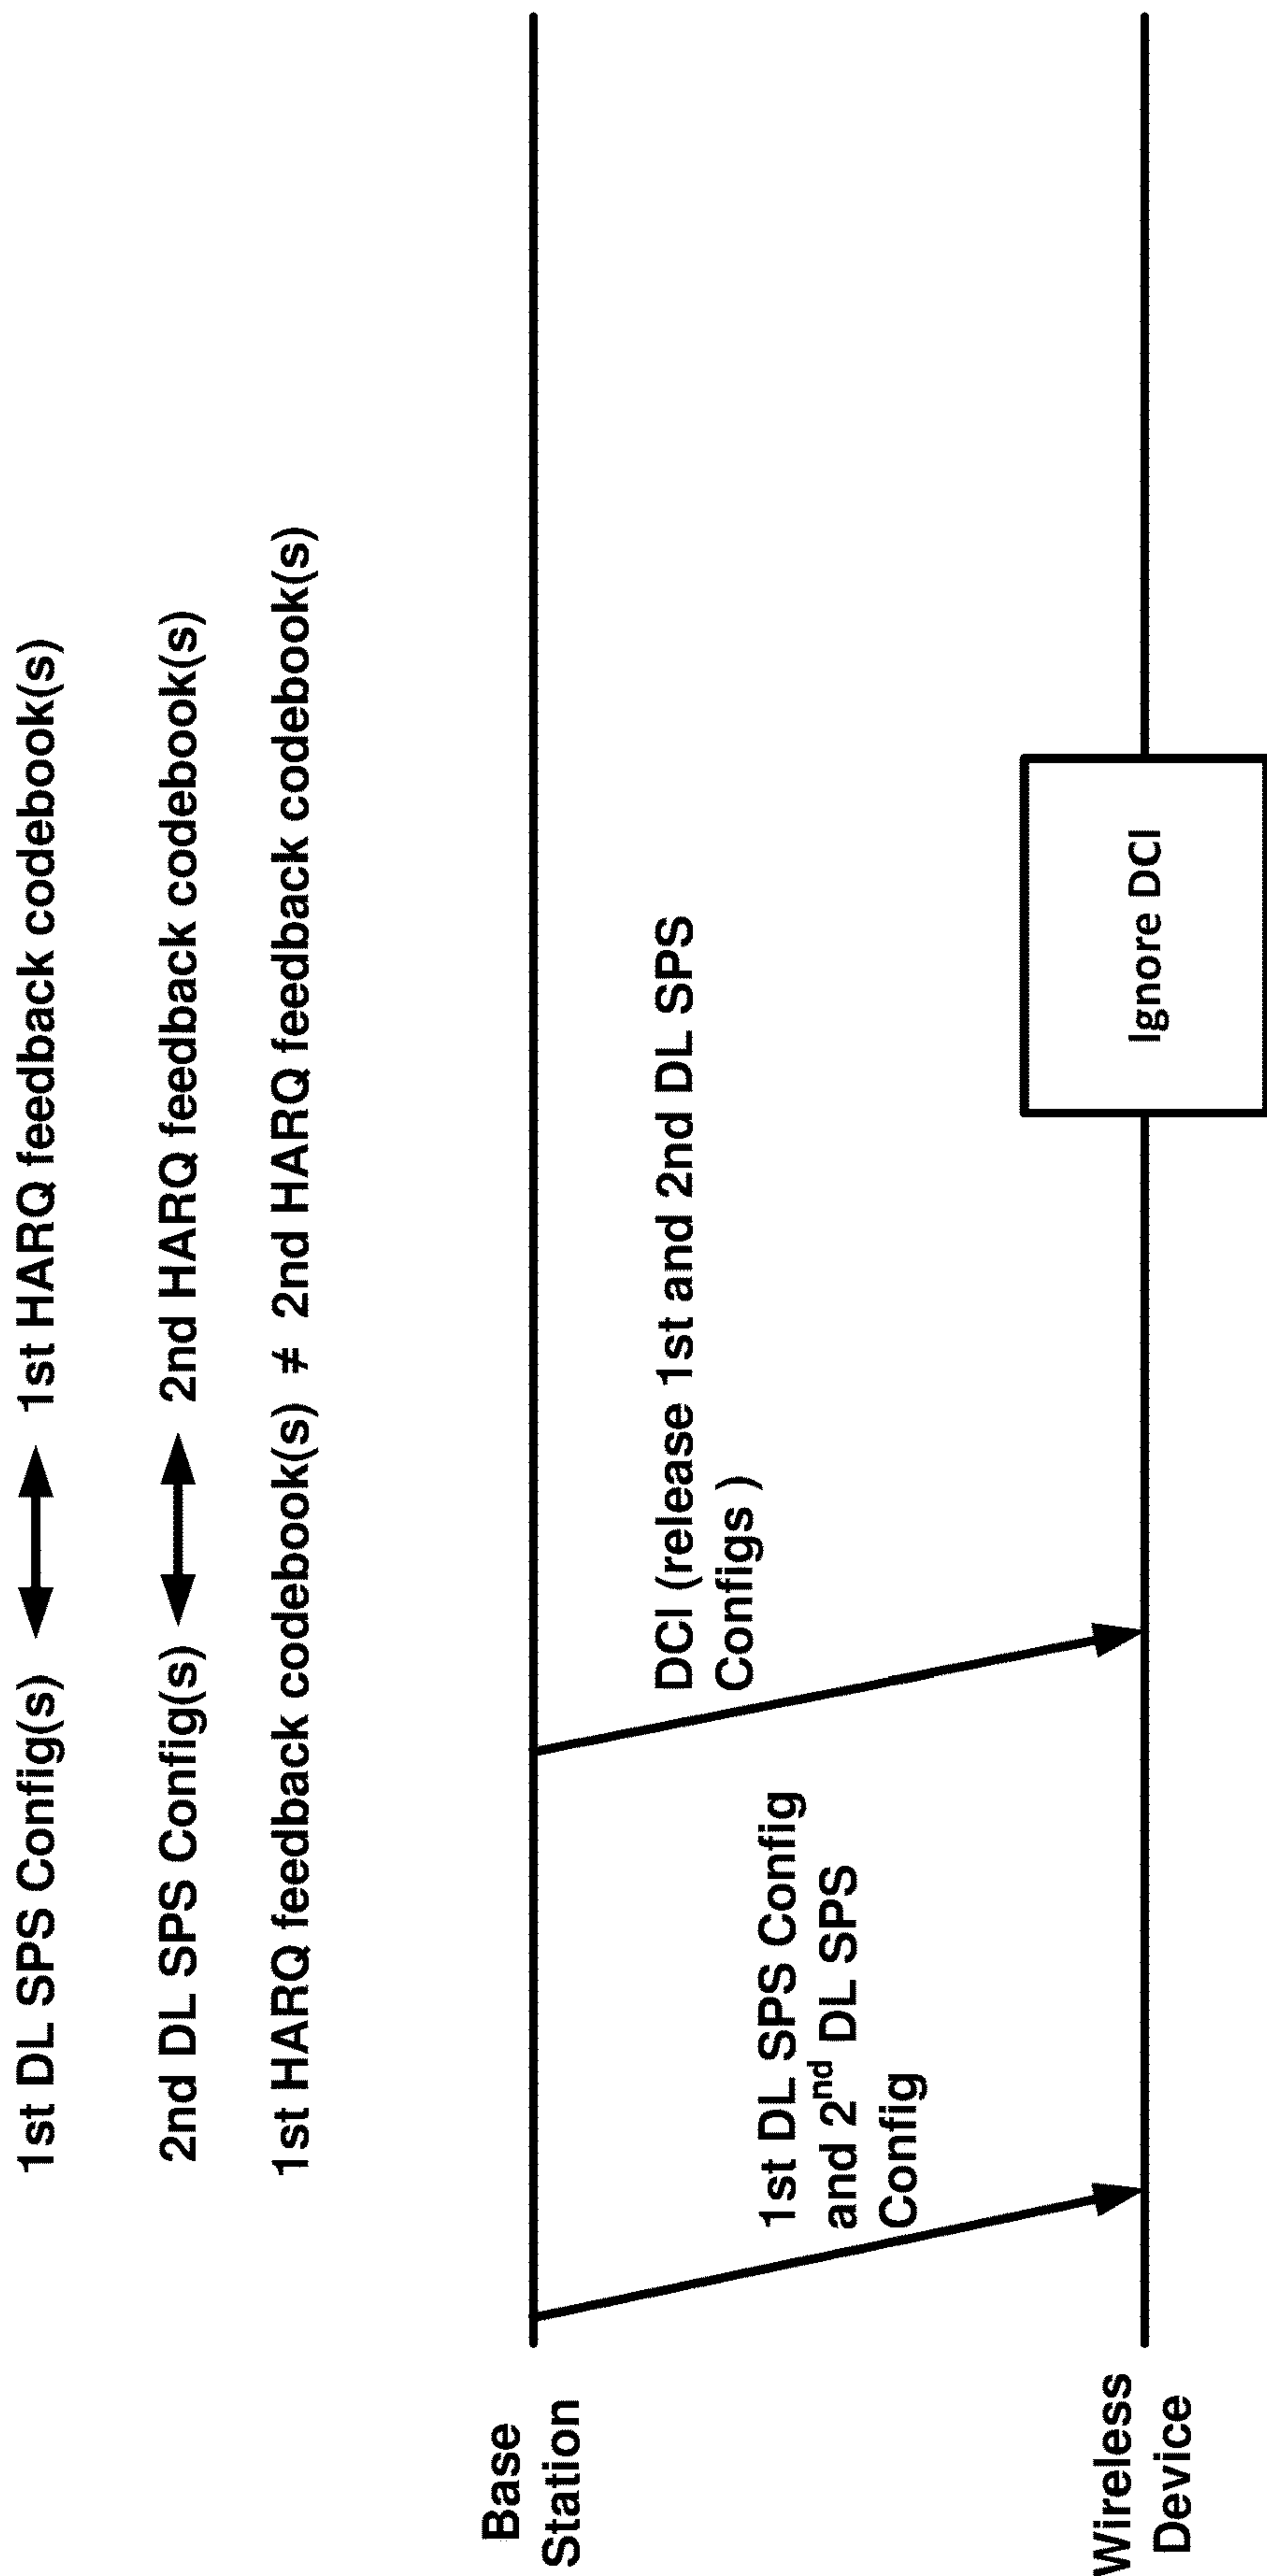 1st DL SPS Config(s) 1st HARQ feedback codebook(s)
2nd DL SPS Config(s) 2nd HARQ feedback codebook(s)
1st HARQ feedback codebook(s) ≠ 2nd HARQ feedback codebook(s)
Base
Station
1st DL SPS Config
and 2nd DL SPS
Config
DCI (release 1st and 2nd DL SPS
Configs )
Wireless
Device
Ignore DCI